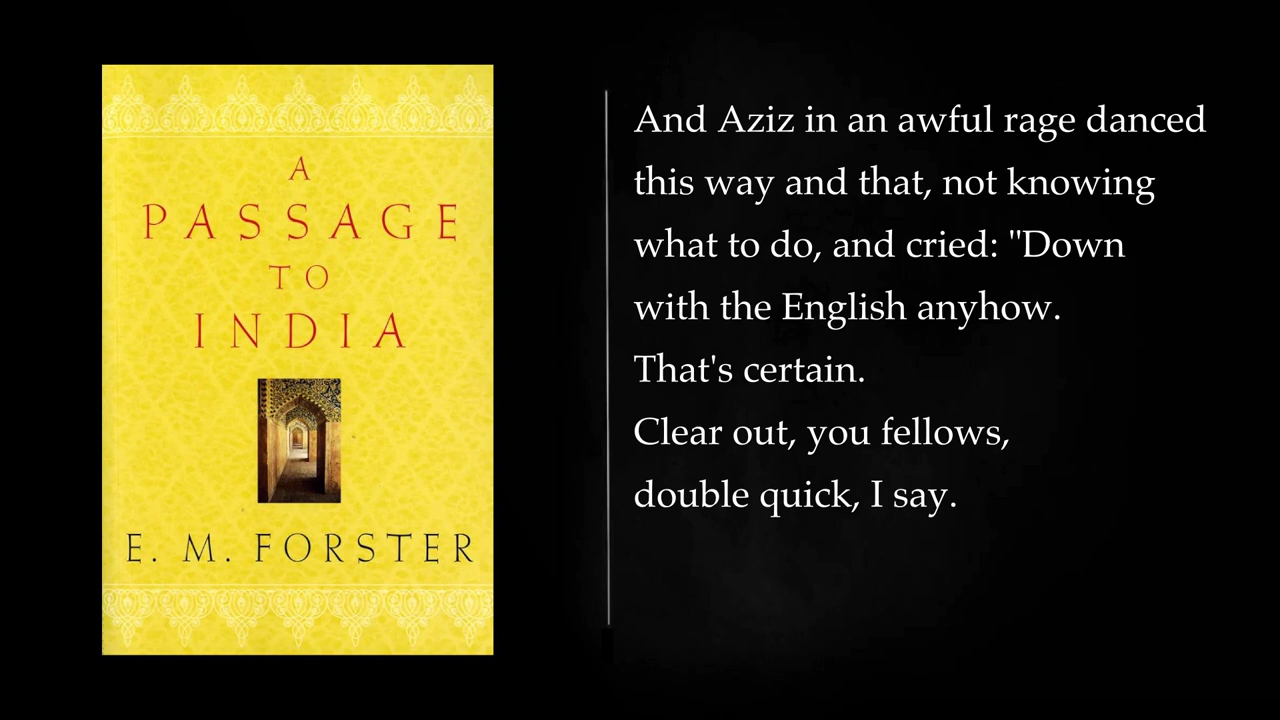 A
PASSAGE
TO
INDIA
E. M. FORSTER
And Aziz in an awful rage danced
this way and that, not knowing
what to do, and cried: "Down
with the English anyhow.
That's certain.
Clear out, you fellows,
double quick, I say.